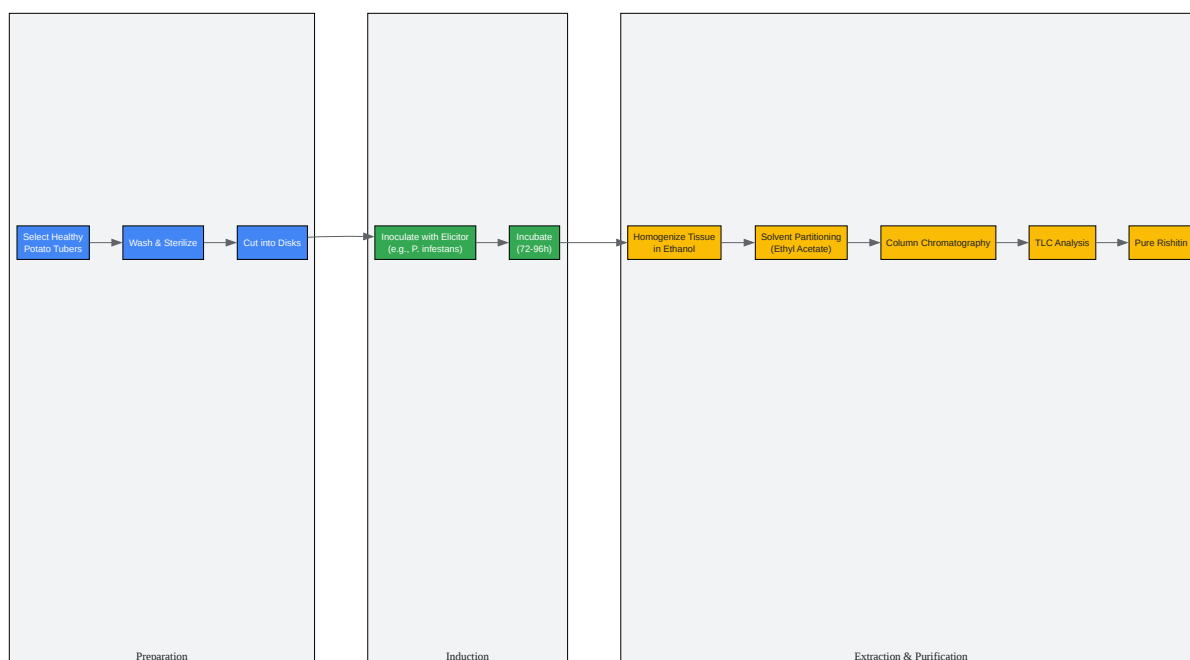 Select Healthy
Potato Tubers
Wash & Sterilize
Cut into Disks
Inoculate with Elicitor
(e.g., P. infestans)
Incubate
(72-96h)
Homogenize Tissue
in Ethanol
Solvent Partitioning
(Ethyl Acetate)
Column Chromatography
TLC Analysis
Pure Rishitin
Preparation
Induction
Extraction & Purification